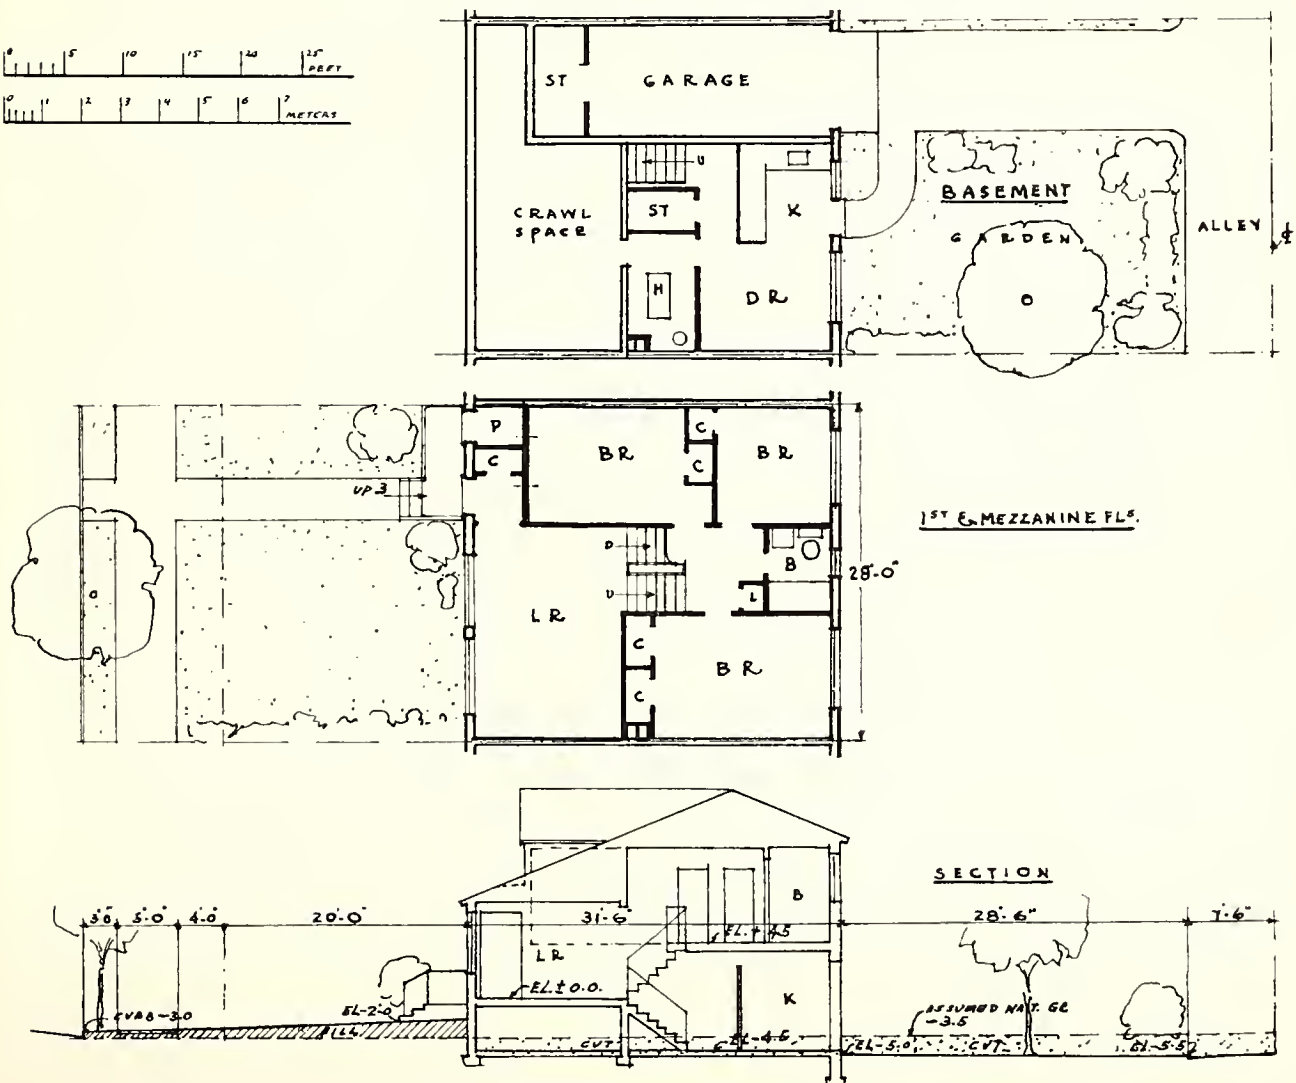 0 5 10 15 20 25
FEET
0 1 2 3 4 5 6 7
METERS
ST GARAGE
U
CRAWL
SPACE
ST
K
BASEMENT
GARDEN
ALLEY
H
DR
P
C
BR
C
C
BR
UP 3
1ST & MEZZANINE FLS.
D
U
B
L
28'-0"
LR
C
C
BR
SECTION
3'-0" 5'-0" 4'-0" 20'-0" 31'-6" 28'-6" 7'-6"
B
LR
EL. + 4.5
EL. ± 0.0.
K
CURB -3.0
EL-2.0
FILL
CUT
EL-4.5
ASSUMED NAT. GR.
-3.5
EL-5.0
CUT
EL-5.5